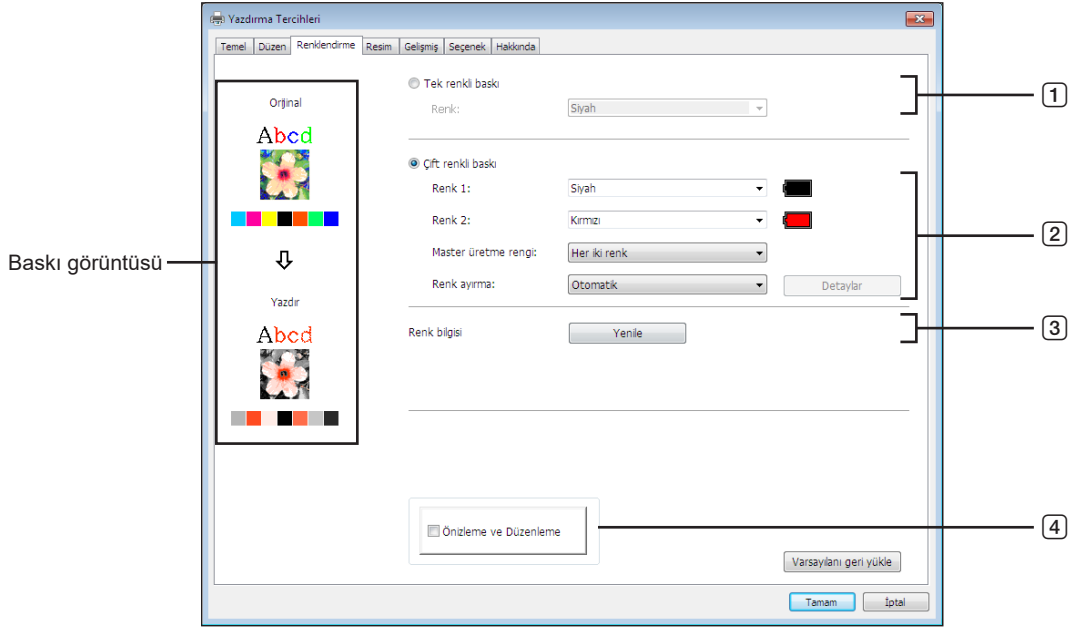 Yazdırma Tercihleri
Temel Düzen Renklendirme Resim Gelişmiş Seçenek Hakkında
Orijinal
Abcd
Yazdır
Abcd
Baskı görüntüsü
Tek renkli baskı
Renk: Siyah
1
Çift renkli baskı
Renk 1: Siyah
Renk 2: Kırmızı
Master üretme rengi: Her iki renk
Renk ayırma: Otomatik Detaylar
2
Renk bilgisi Yenile
3
Önizleme ve Düzenleme
4
Varsayılanı geri yükle
Tamam İptal